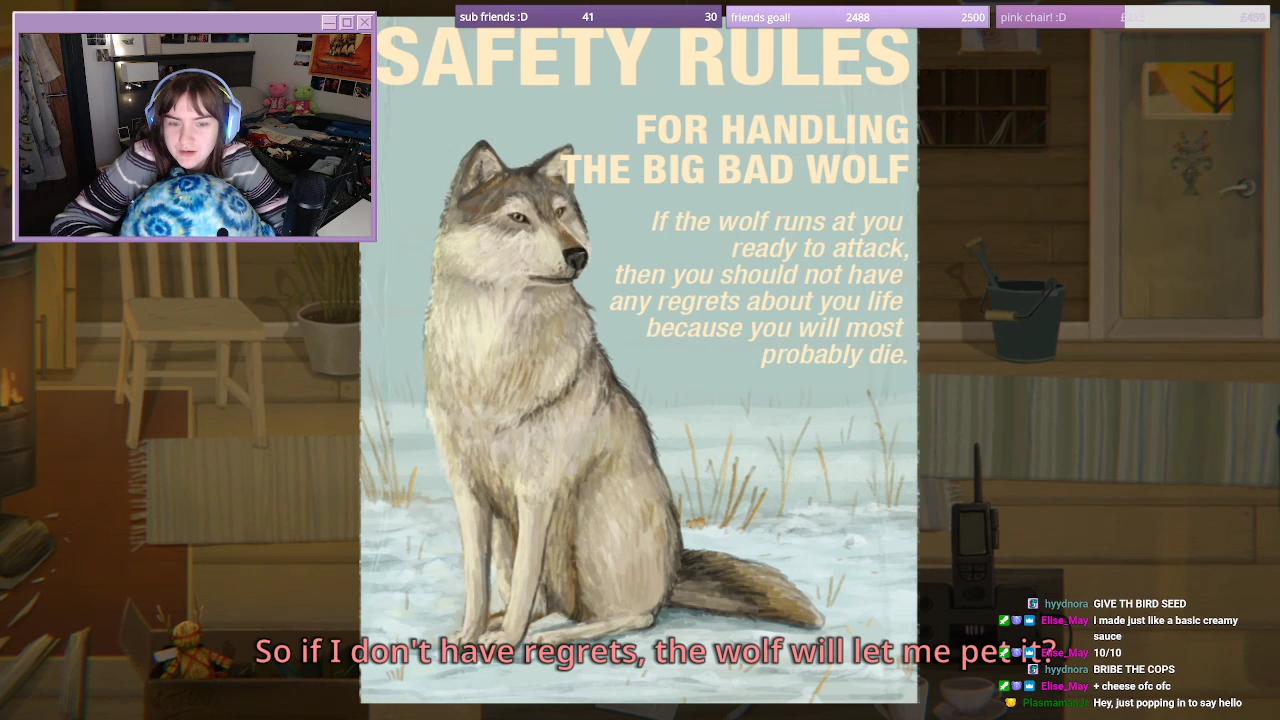 sub friends :D 41 30
friends goal! 2488 2500
pink chair! :D
SAFETY RULES
FOR HANDLING
THE BIG BAD WOLF
If the wolf runs at you
ready to attack,
then you should not have
any regrets about you life
because you will most
probably die.
So if I don't have regrets, the wolf will let me pet it?
hyydnora GIVE TH BIRD SEED
Elise_May i made just like a basic creamy
sauce
Elise_May 10/10
hyydnora BRIBE THE COPS
Elise_May + cheese ofc ofc
PlasmamanJr Hey, just popping in to say hello